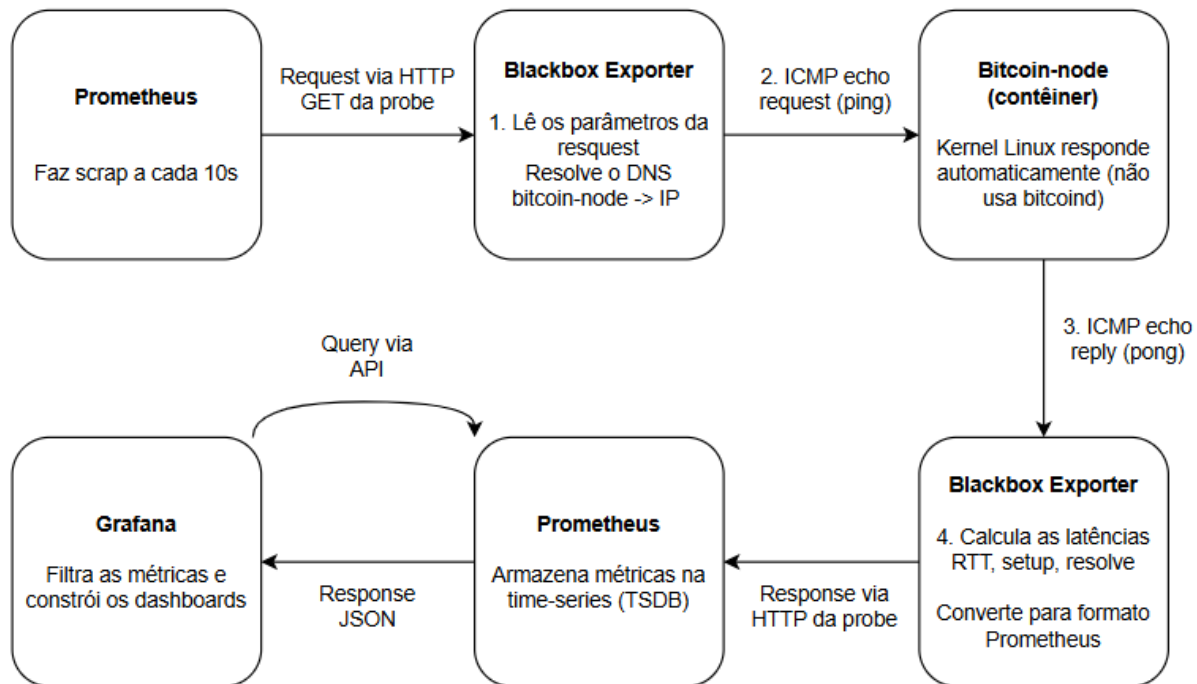 Prometheus
Faz scrap a cada 10s
Request via HTTP
GET da probe
Blackbox Exporter
1. Lê os parâmetros da
resquest
Resolve o DNS
bitcoin-node -> IP
2. ICMP echo
request (ping)
Bitcoin-node
(contêiner)
Kernel Linux responde
automaticamente (não
usa bitcoind)
3. ICMP echo
reply (pong)
Blackbox Exporter
4. Calcula as latências
RTT, setup, resolve
Converte para formato
Prometheus
Response via
HTTP da probe
Prometheus
Armazena métricas na
time-series (TSDB)
Query via
API
Response
JSON
Grafana
Filtra as métricas e
constrói os dashboards